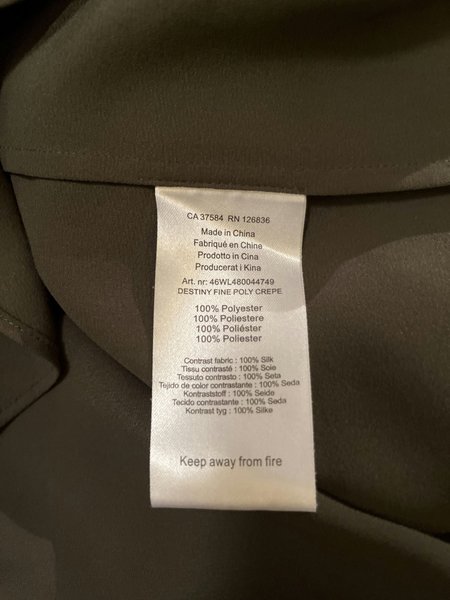 CA 37584 RN 126836
Made in China
Fabriqué en Chine
Prodotto in Cina
Producerat i Kina
Art. nr: 46WL480044749
DESTINY FINE POLY CREPE
100% Polyester
100% Poliestere
100% Poliéster
100% Poliester
Contrast fabric : 100% Silk
Tissu contrasté : 100% Soie
Tessuto contrasto : 100% Seta
Tejido de color contrastante : 100% Seda
Kontraststoff : 100% Seide
Tecido contrastante : 100% Seda
Kontrast tyg : 100% Silke
Keep away from fire